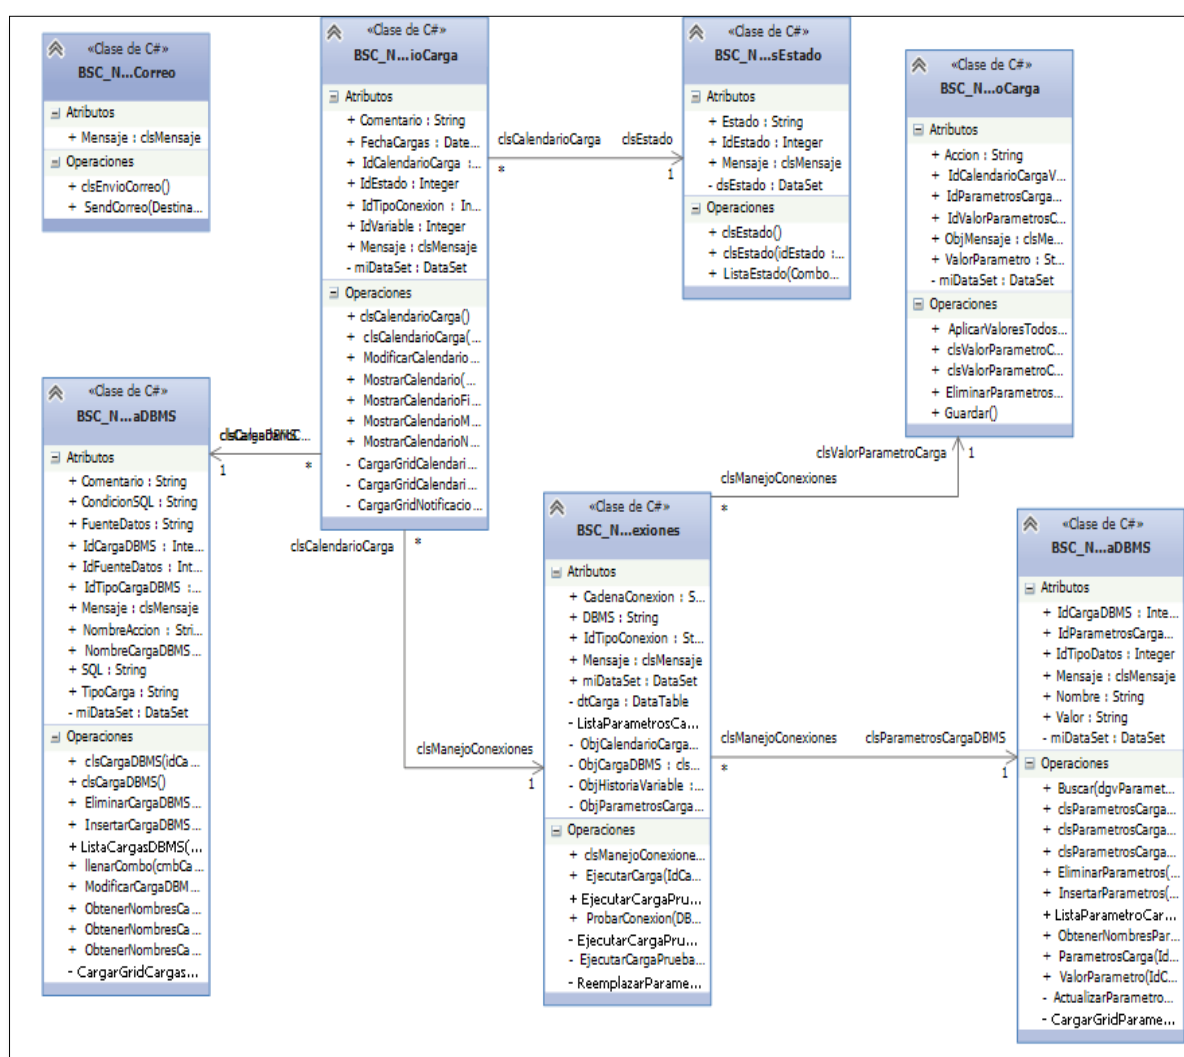 «Clase de C#»
BSC_N...Correo
Atributos
+ Mensaje : clsMensaje
Operaciones
+ clsEnvioCorreo()
+ SendCorreo(Destina...
«Clase de C#»
BSC_N...ioCarga
Atributos
+ Comentario : String
+ FechaCargas : Date...
+ IdCalendarioCarga :...
+ IdEstado : Integer
+ IdTipoConexion : In...
+ IdVariable : Integer
+ Mensaje : clsMensaje
- miDataSet : DataSet
Operaciones
+ clsCalendarioCarga()
+ clsCalendarioCarga(...
+ ModificarCalendario...
+ MostrarCalendario(...
+ MostrarCalendarioFi...
+ MostrarCalendarioM...
+ MostrarCalendarioN...
- CargarGridCalendari...
- CargarGridCalendari...
- CargarGridNotificacio...
clsCalendarioCarga
*
clsEstado
1
«Clase de C#»
BSC_N...sEstado
Atributos
+ Estado : String
+ IdEstado : Integer
+ Mensaje : clsMensaje
- dsEstado : DataSet
Operaciones
+ clsEstado()
+ clsEstado(idEstado :...
+ ListaEstado(Combo...
«Clase de C#»
BSC_N...oCarga
Atributos
+ Accion : String
+ IdCalendarioCargaV...
+ IdParametrosCarga...
+ IdValorParametrosC...
+ ObjMensaje : clsMe...
+ ValorParametro : St...
- miDataSet : DataSet
Operaciones
+ AplicarValoresTodos...
+ clsValorParametroC...
+ clsValorParametroC...
+ EliminarParametros...
+ Guardar()
«Clase de C#»
BSC_N...aDBMS
Atributos
+ Comentario : String
+ CondicionSQL : String
+ FuenteDatos : String
+ IdCargaDBMS : Inte...
+ IdFuenteDatos : Int...
+ IdTipoCargaDBMS :...
+ Mensaje : clsMensaje
+ NombreAccion : Stri...
+ NombreCargaDBMS...
+ SQL : String
+ TipoCarga : String
- miDataSet : DataSet
Operaciones
+ clsCargaDBMS(idCa...
+ clsCargaDBMS()
+ EliminarCargaDBMS...
+ InsertarCargaDBMS...
+ ListaCargasDBMS(...
+ llenarCombo(cmbCa...
+ ModificarCargaDBM...
+ ObtenerNombresCa...
+ ObtenerNombresCa...
+ ObtenerNombresCa...
- CargarGridCargas...
1
*
clsCalendarioCarga
*
clsManejoConexiones
1
«Clase de C#»
BSC_N...exiones
Atributos
+ CadenaConexion : S...
+ DBMS : String
+ IdTipoConexion : St...
+ Mensaje : clsMensaje
+ miDataSet : DataSet
- dtCarga : DataTable
- ListaParametrosCa...
- ObjCalendarioCarga...
- ObjCargaDBMS : cls...
- ObjHistoriaVariable :...
- ObjParametrosCarga...
Operaciones
+ clsManejoConexione...
+ EjecutarCarga(IdCa...
+ EjecutarCargaPru...
+ ProbarConexion(DB...
- EjecutarCargaPru...
- EjecutarCargaPrueba...
- ReemplazarParame...
clsValorParametroCarga
1
clsManejoConexiones
*
clsManejoConexiones
*
clsParametrosCargaDBMS
1
«Clase de C#»
BSC_N...aDBMS
Atributos
+ IdCargaDBMS : Inte...
+ IdParametrosCarga...
+ IdTipoDatos : Integer
+ Mensaje : clsMensaje
+ Nombre : String
+ Valor : String
- miDataSet : DataSet
Operaciones
+ Buscar(dgvParamet...
+ clsParametrosCarga...
+ clsParametrosCarga...
+ clsParametrosCarga...
+ EliminarParametros(...
+ InsertarParametros(...
+ ListaParametroCar...
+ ObtenerNombresPar...
+ ParametrosCarga(Id...
+ ValorParametro(IdC...
- ActualizarParametro...
- CargarGridParame...